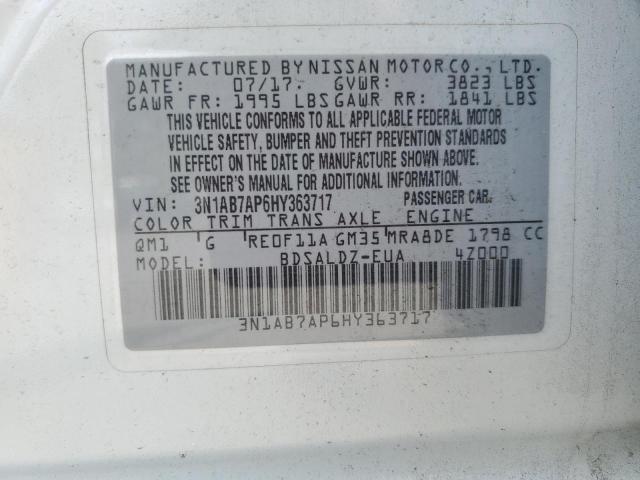 MANUFACTURED BY NISSAN MOTOR CO., LTD.
DATE: 07/17. GVWR: 3823 LBS
GAWR FR: 1995 LBS GAWR RR: 1841 LBS
THIS VEHICLE CONFORMS TO ALL APPLICABLE FEDERAL MOTOR
VEHICLE SAFETY, BUMPER AND THEFT PREVENTION STANDARDS
IN EFFECT ON THE DATE OF MANUFACTURE SHOWN ABOVE.
SEE OWNER'S MANUAL FOR ADDITIONAL INFORMATION.
VIN: 3N1AB7AP6HY363717 PASSENGER CAR.
COLOR TRIM TRANS AXLE ENGINE
QM1 G RE0F11A GM35 MRA8DE 1798 CC
MODEL: BDSALDZ-EUA 4Z000
3N1AB7AP6HY363717